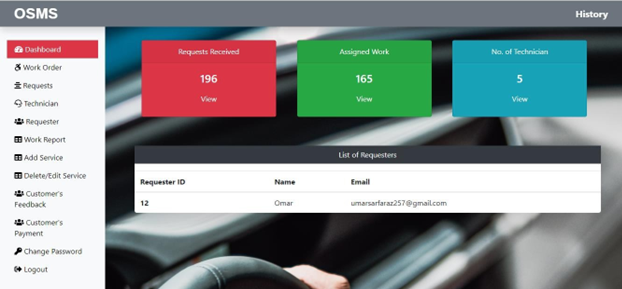 OSMS
History
Dashboard
Work Order
Requests
Technician
Requester
Work Report
Add Service
Delete/Edit Service
Customer's
Feedback
Customer's
Payment
Change Password
Logout
Requests Received
196
View
Assigned Work
165
View
No. of Technician
5
View
List of Requesters
Requester ID Name Email
12 Omar umarsarfaraz257@gmail.com